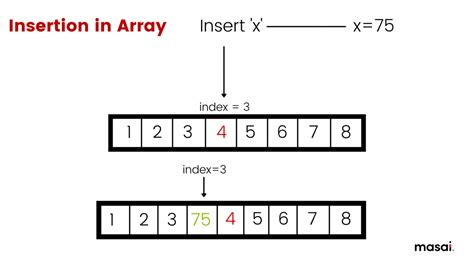 Insertion in Array Insert 'x' x=75
index = 3
1 2 3 4 5 6 7 8
index=3
1 2 3 75 4 5 6 7 8
masai.